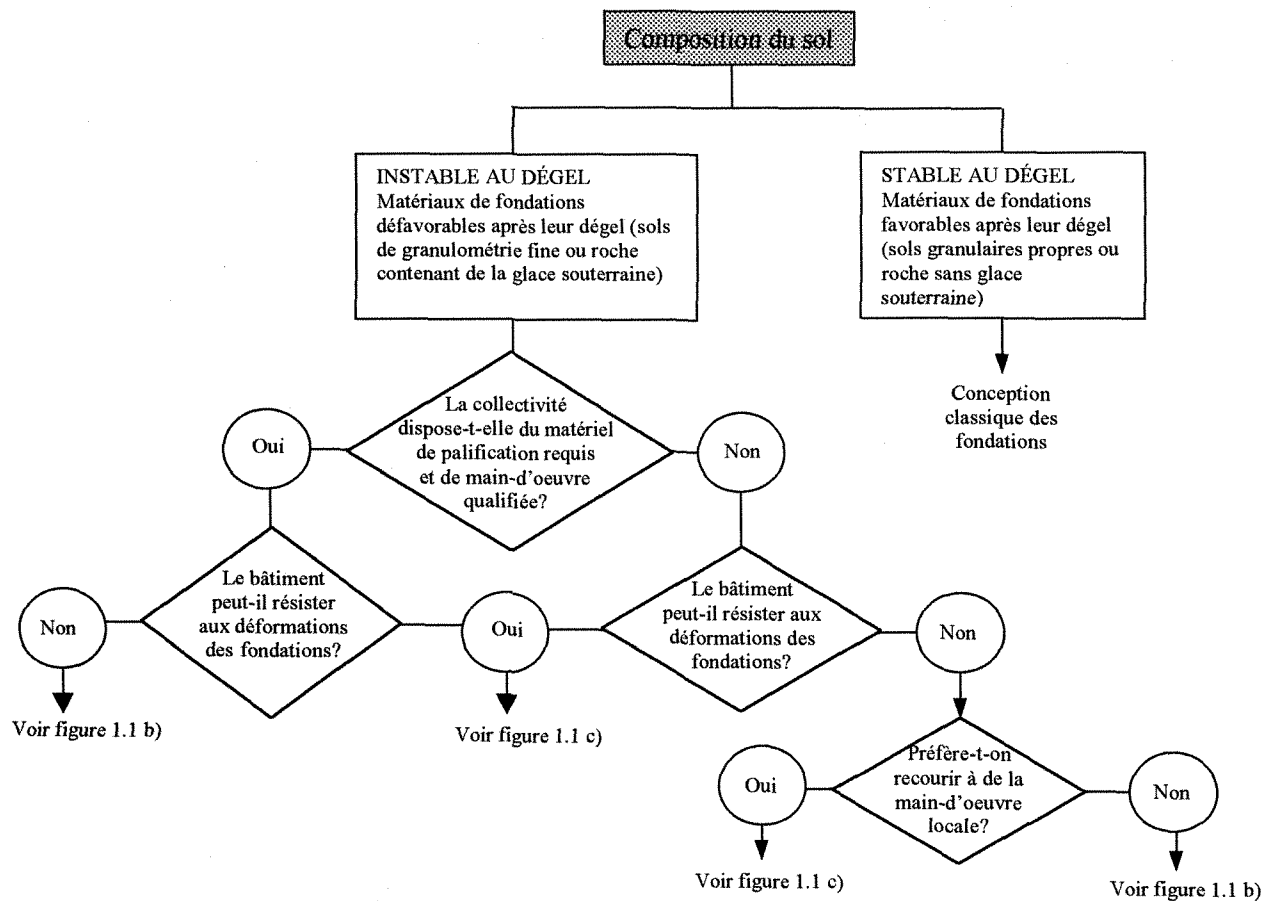 Composition du sol
INSTABLE AU DÉGEL
Matériaux de fondations
défavorables après leur dégel (sols
de granulométrie fine ou roche
contenant de la glace souterraine)
STABLE AU DÉGEL
Matériaux de fondations
favorables après leur dégel
(sols granulaires propres ou
roche sans glace
souterraine)
Conception
classique des
fondations
La collectivité
dispose-t-elle du matériel
de palification requis
et de main-d'oeuvre
qualifiée?
Oui
Non
Le bâtiment
peut-il résister
aux déformations
des fondations?
Non
Oui
Le bâtiment
peut-il résister aux
déformations des
fondations?
Non
Voir figure 1.1 b)
Voir figure 1.1 c)
Préfère-t-on
recourir à de la
main-d'oeuvre
locale?
Oui
Non
Voir figure 1.1 c)
Voir figure 1.1 b)